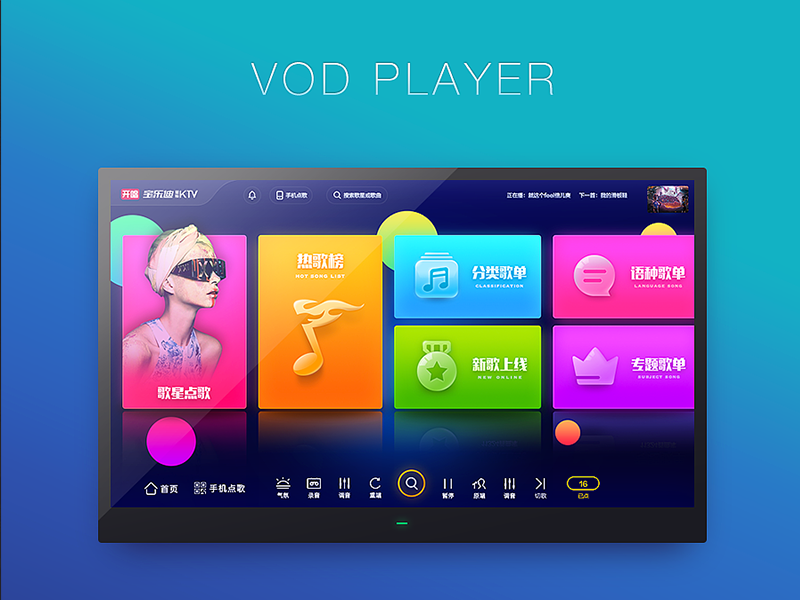 VOD PLAYER
开嗨 宝乐迪KTV
手机点歌
搜索歌星或歌曲
正在播:就这个fool倍儿爽 下一首:我的滑板鞋
歌星点歌
热歌榜
HOT SONG LIST
分类歌单
CLASSIFICATION
新歌上线
NEW ONLINE
语种歌单
LANGUAGE SONG
专题歌单
SUBJECT SONG
首页 手机点歌
气氛 录音 调音 重唱 暂停 原唱 调音 切歌
16
已点